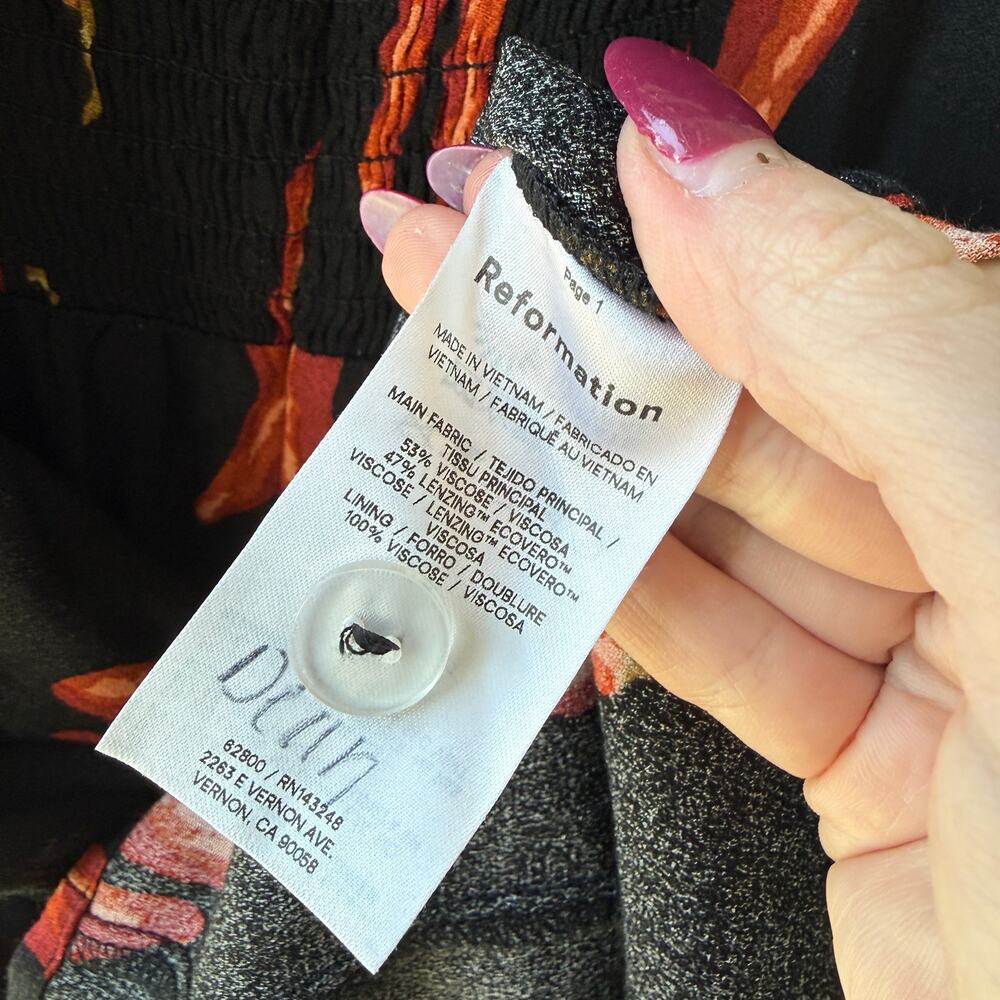 Page 1
Reformation
MADE IN VIETNAM / FABRICADO EN
VIETNAM / FABRIQUÉ AU VIETNAM
MAIN FABRIC / TEJIDO PRINCIPAL /
TISSU PRINCIPAL
53% VISCOSE / VISCOSA
47% LENZING™ ECOVERO™
VISCOSE / LENZING™ ECOVERO™
VISCOSA
LINING / FORRO / DOUBLURE
100% VISCOSE / VISCOSA
62800 / RN143248
2263 E VERNON AVE.
VERNON, CA 90058